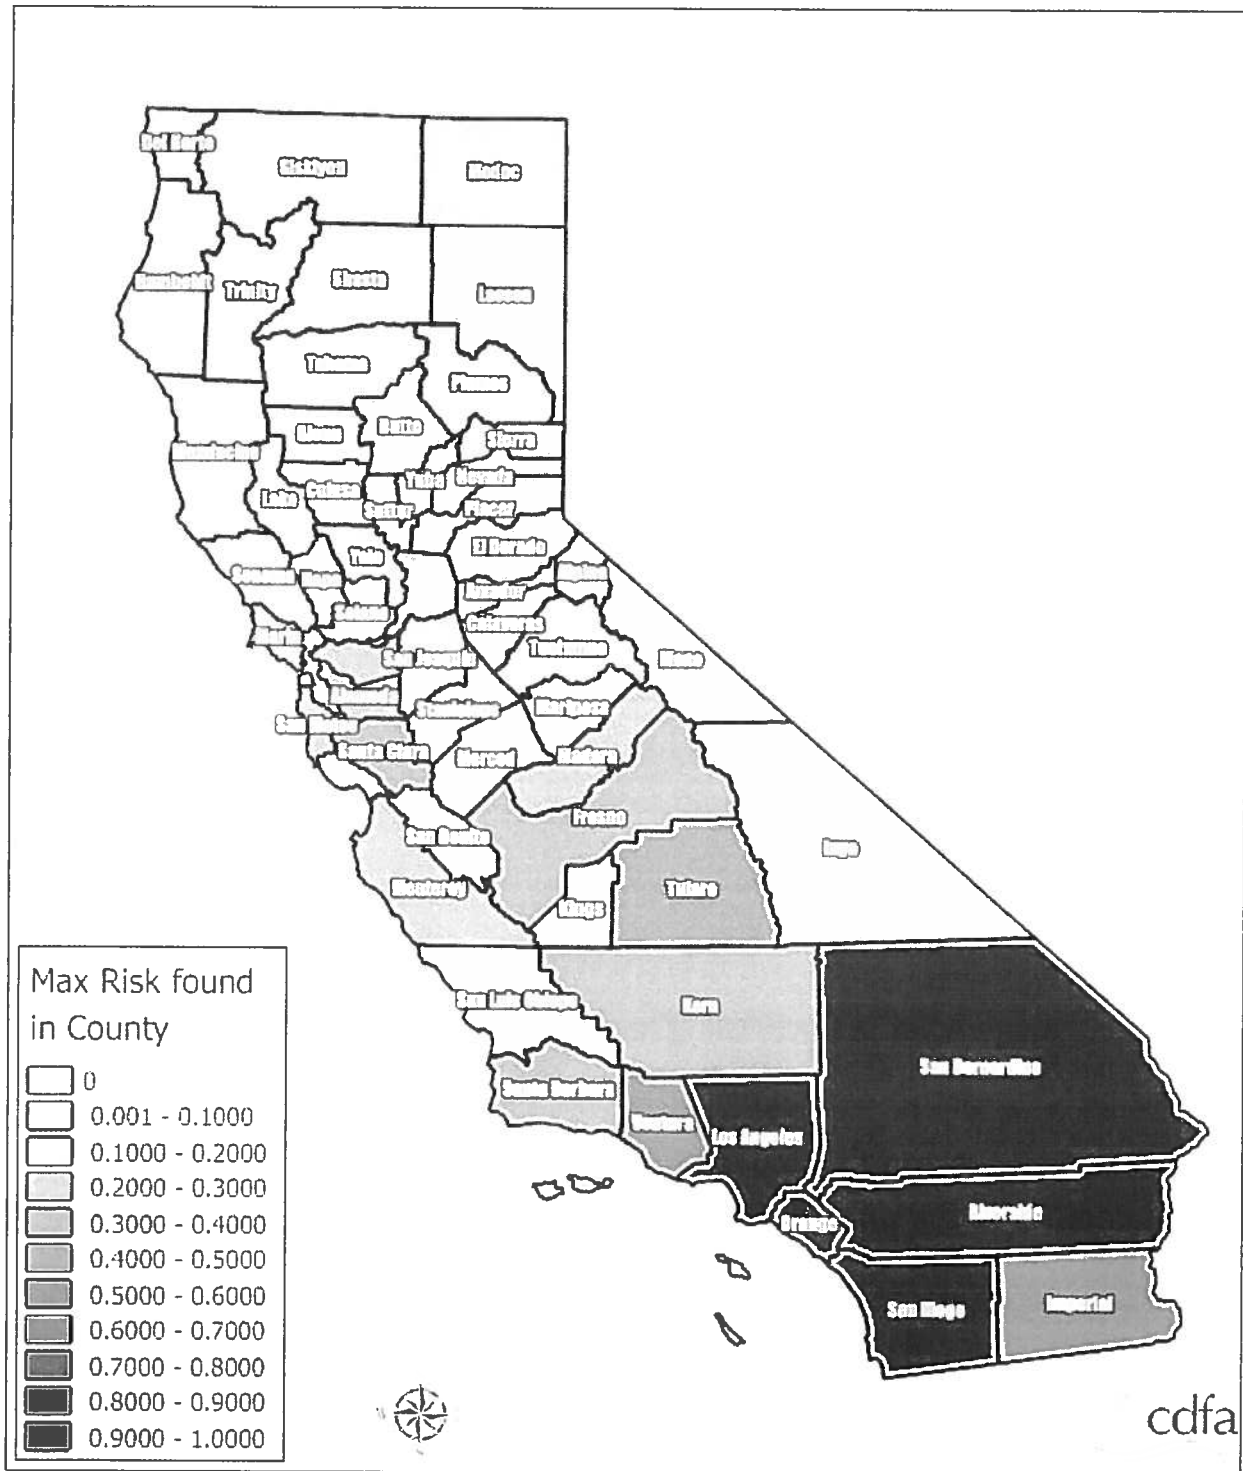 Del Norte
Siskiyou
Modoc
Humboldt
Trinity
Shasta
Lassen
Tehama
Plumas
Glenn
Butte
Sierra
Mendocino
Lake
Colusa
Sutter
Yuba
Nevada
Placer
El Dorado
Yolo
Sonoma
Napa
Solano
Amador
Alpine
Calaveras
Marin
San Joaquin
Tuolumne
Mono
Alameda
Stanislaus
Mariposa
San Mateo
Santa Clara
Merced
Madera
Fresno
San Benito
Inyo
Monterey
Kings
Tulare
San Luis Obispo
Kern
San Bernardino
Santa Barbara
Ventura
Los Angeles
Orange
Riverside
San Diego
Imperial
Max Risk found
in County
0
0.001 - 0.1000
0.1000 - 0.2000
0.2000 - 0.3000
0.3000 - 0.4000
0.4000 - 0.5000
0.5000 - 0.6000
0.6000 - 0.7000
0.7000 - 0.8000
0.8000 - 0.9000
0.9000 - 1.0000
cdfa